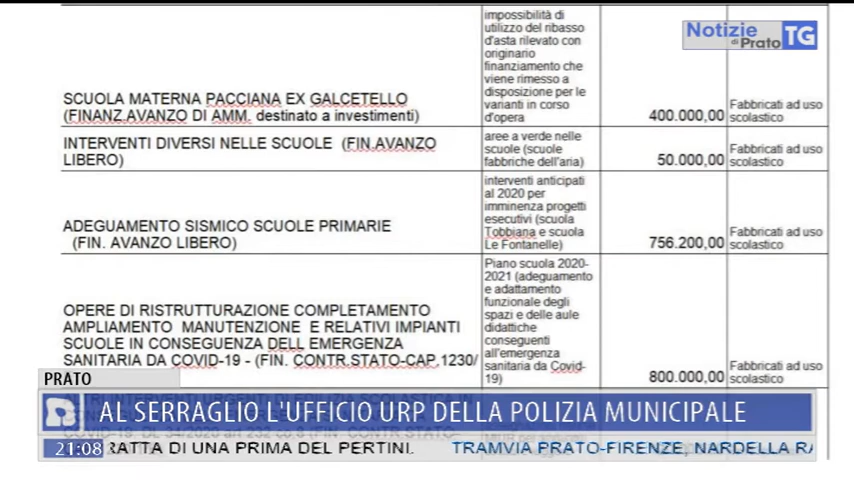 impossibilità di
utilizzo del ribasso
d'asta rilevato con
originario
finanziamento che
viene rimesso a
disposizione per le
varianti in corso
d'opera
Notizie
di Prato TG
SCUOLA MATERNA PACCIANA EX GALCETELLO
(FINANZ.AVANZO DI AMM. destinato a investimenti)
400.000,00
Fabbricati ad uso
scolastico
INTERVENTI DIVERSI NELLE SCUOLE (FIN.AVANZO
LIBERO)
aree a verde nelle
scuole (scuole
fabbriche dell'aria)
50.000,00
Fabbricati ad uso
scolastico
ADEGUAMENTO SISMICO SCUOLE PRIMARIE
(FIN. AVANZO LIBERO)
interventi anticipati
al 2020 per
imminenza progetti
esecutivi (scuola
Tobbiana e scuola
Le Fontanelle)
756.200,00
Fabbricati ad uso
scolastico
OPERE DI RISTRUTTURAZIONE COMPLETAMENTO
AMPLIAMENTO MANUTENZIONE E RELATIVI IMPIANTI
SCUOLE IN CONSEGUENZA DELL EMERGENZA
SANITARIA DA COVID-19 - (FIN. CONTR.STATO-CAP.1230/
Piano scuola 2020-
2021 (adeguamento
e adattamento
funzionale degli
spazi e delle aule
didattiche
conseguenti
all'emergenza
sanitaria da Covid-
19)
800.000,00
Fabbricati ad uso
scolastico
PRATO
AL SERRAGLIO L'UFFICIO URP DELLA POLIZIA MUNICIPALE
21:08 RATTA DI UNA PRIMA DEL PERTINI. TRAMVIA PRATO-FIRENZE, NARDELLA RA